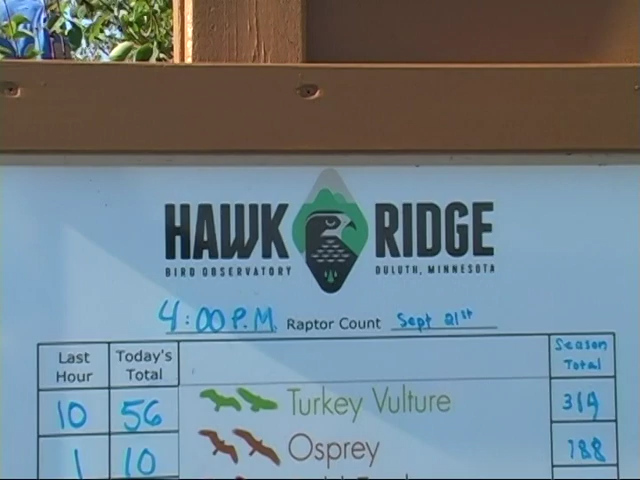 HAWK RIDGE
BIRD OBSERVATORY DULUTH, MINNESOTA
4:00 P.M. Raptor Count Sept 21st
Last Hour Today's Total Season Total
10 56 Turkey Vulture 319
1 10 Osprey 188